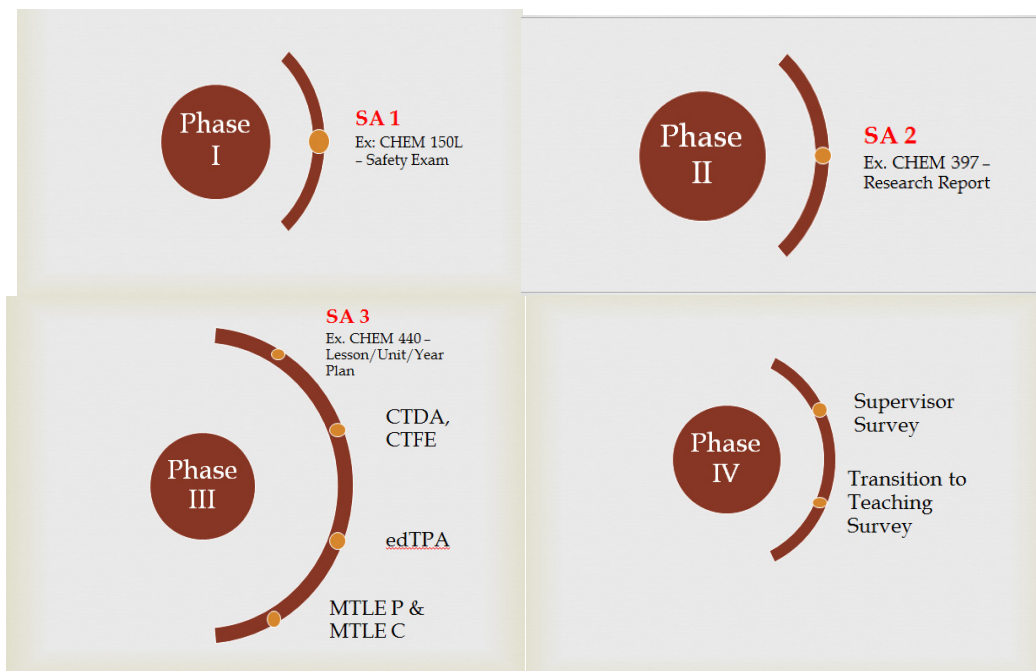 Phase
I
SA 1
Ex: CHEM 150L
– Safety Exam
Phase
II
SA 2
Ex. CHEM 397 –
Research Report
Phase
III
SA 3
Ex. CHEM 440 –
Lesson/Unit/Year
Plan
CTDA,
CTFE
edTPA
MTLE P &
MTLE C
Phase
IV
Supervisor
Survey
Transition to
Teaching
Survey